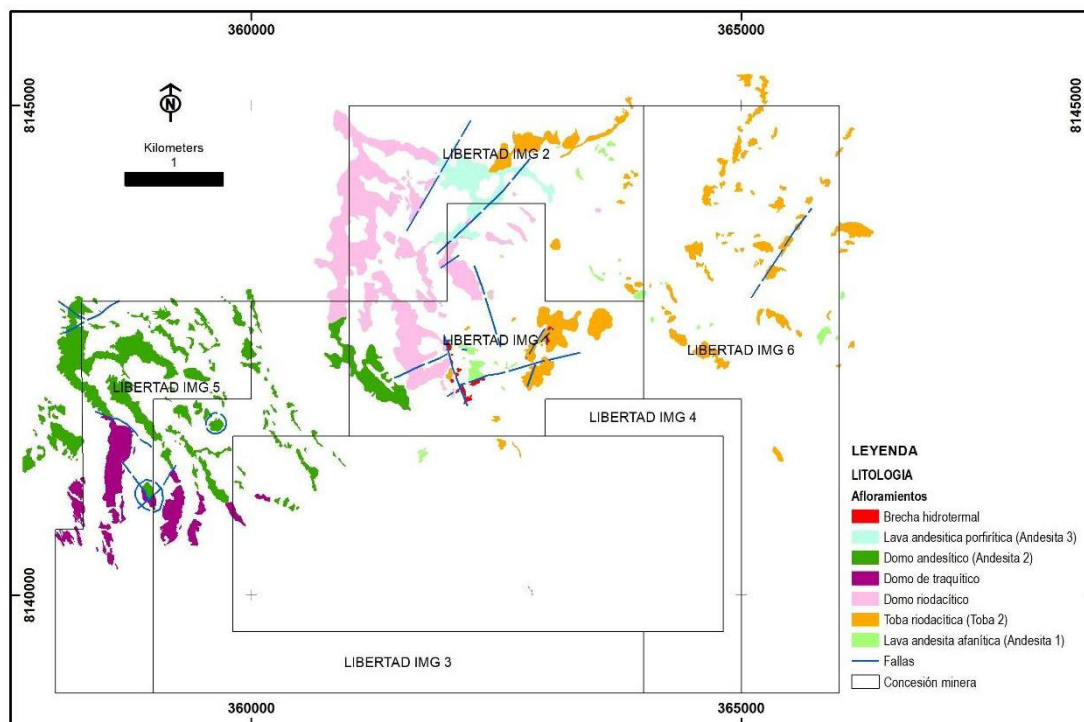 360000
365000
8145000
8145000
N
Kilometers
1
LIBERTAD IMG 2
LIBERTAD IMG 1
LIBERTAD IMG 6
LIBERTAD IMG 5
LIBERTAD IMG 4
LEYENDA
LITOLOGIA
Afloramientos
Brecha hidrotermal
Lava andesitica porfirítica (Andesita 3)
Domo andesítico (Andesita 2)
Domo de traquítico
Domo riodacítico
Toba riodacítica (Toba 2)
Lava andesita afanítica (Andesita 1)
Fallas
Concesión minera
8140000
8140000
LIBERTAD IMG 3
360000
365000